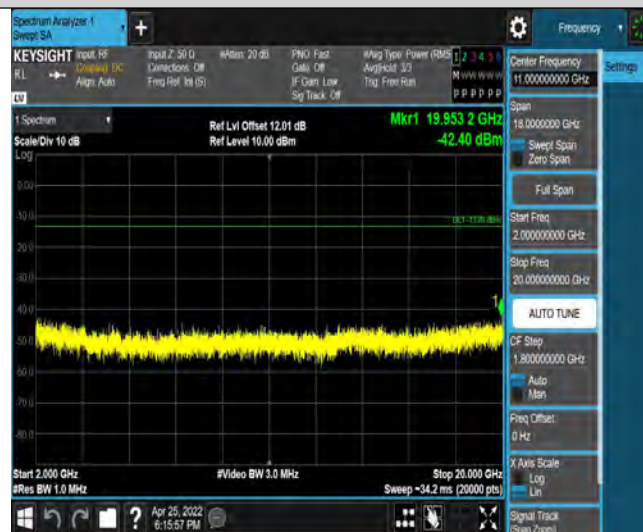 Spectrum Analyzer 1
Swept SA
+
Frequency
KEYSIGHT
Input: RF
Coupling: DC
Align: Auto
Input Z: 50 Ω
Corrections: Off
Freq Ref: Int (S)
#Atten: 20 dB
PNO: Fast
Gate: Off
IF Gain: Low
Sig Track: Off
#Avg Type: Power (RMS
Avg|Hold: 3/3
Trig: Free Run
1 2 3 4 5 6
M W W W W W
P P P P P P
RL
LXI
1 Spectrum
Scale/Div 10 dB
Ref Lvl Offset 12.01 dB
Ref Level 10.00 dBm
Mkr1 19.953 2 GHz
-42.40 dBm
Log
0.00
-10.0
-20.0
-30.0
-40.0
1
-50.0
-60.0
-70.0
-80.0
Start 2.000 GHz
#Res BW 1.0 MHz
#Video BW 3.0 MHz
Stop 20.000 GHz
Sweep ~34.2 ms (20000 pts)
Apr 25, 2022
6:15:57 PM
?
Center Frequency
11.000000000 GHz
Settings
Span
18.0000000 GHz
Swept Span
Zero Span
Full Span
Start Freq
2.000000000 GHz
Stop Freq
20.000000000 GHz
AUTO TUNE
CF Step
1.800000000 GHz
Auto
Man
Freq Offset
0 Hz
X Axis Scale
Log
Lin
Signal Track
(Span Zoom)